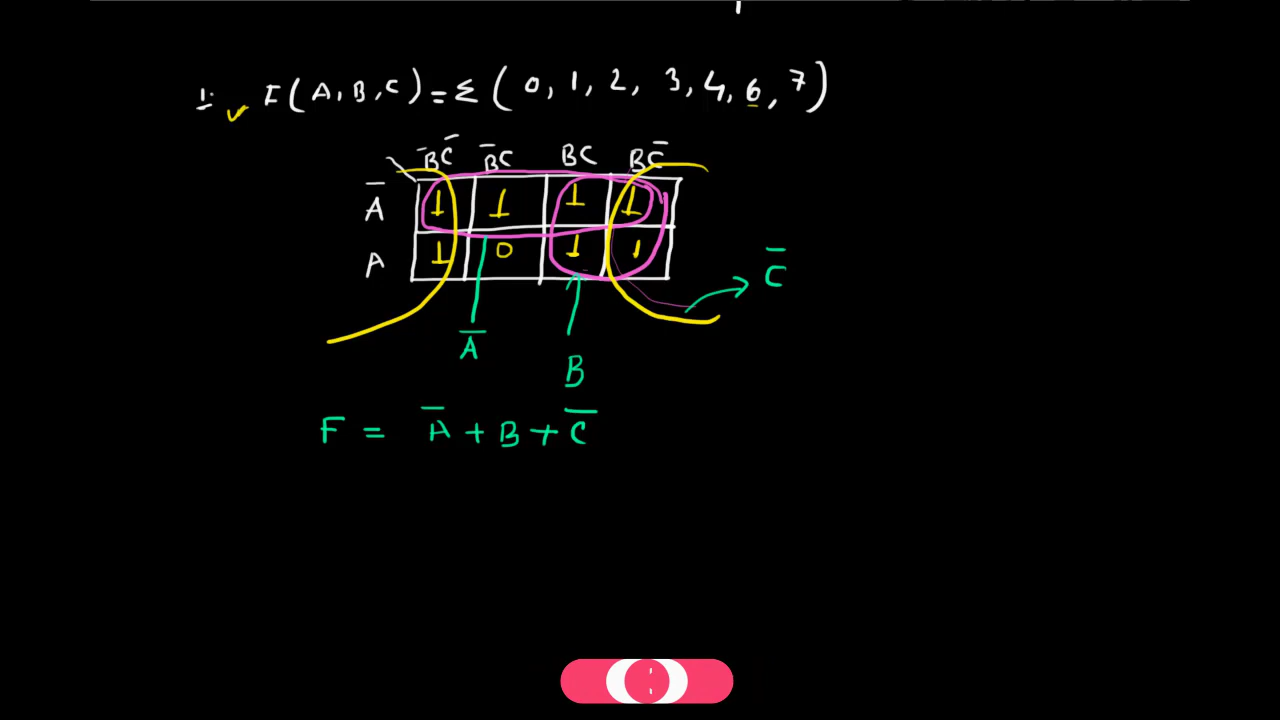 1. F(A, B, C) = Σ (0, 1, 2, 3, 4, 6, 7)
B̅C̅ B̅C BC BC̅
A̅ 1 1 1 1
A 1 0 1 1
C̅
A̅
B
F = A̅ + B + C̅